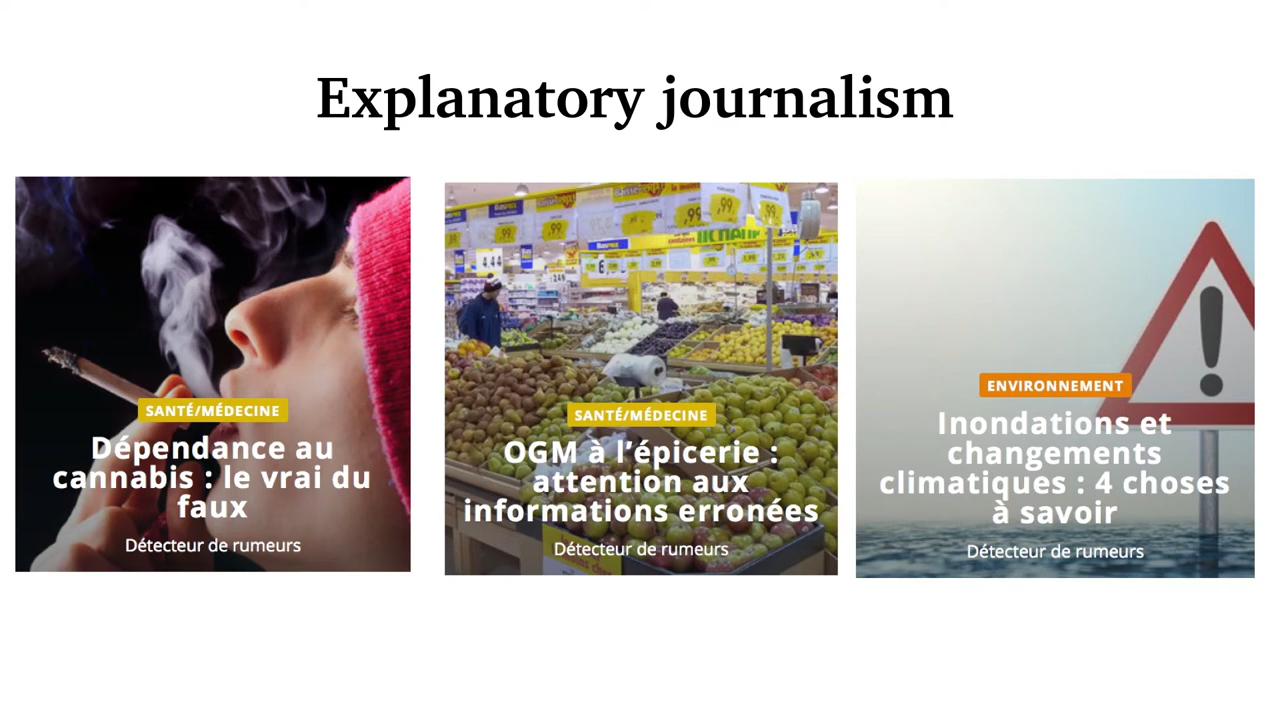 Explanatory journalism
SANTÉ/MÉDECINE
Dépendance au
cannabis : le vrai du
faux
Détecteur de rumeurs
SANTÉ/MÉDECINE
OGM à l’épicerie :
attention aux
informations erronées
Détecteur de rumeurs
ENVIRONNEMENT
Inondations et
changements
climatiques : 4 choses
à savoir
Détecteur de rumeurs